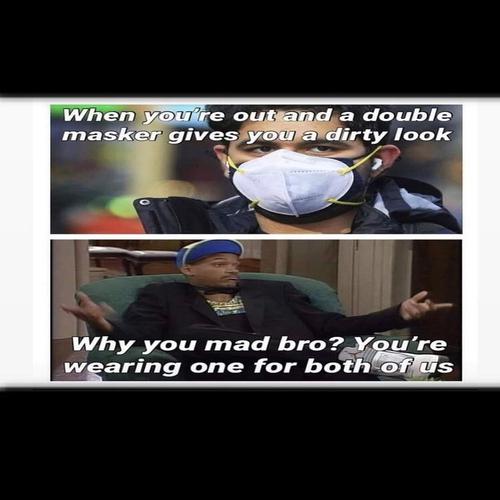 When you're out and a double
masker gives you a dirty look
Why you mad bro? You're
wearing one for both of us